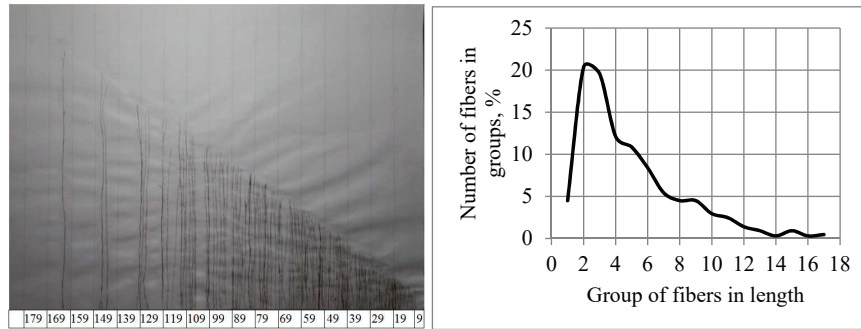 179 169 159 149 139 129 119 109 99 89 79 69 59 49 39 29 19 9
25
20
15
10
5
0
Number of fibers in
groups, %
0 2 4 6 8 10 12 14 16 18
Group of fibers in length